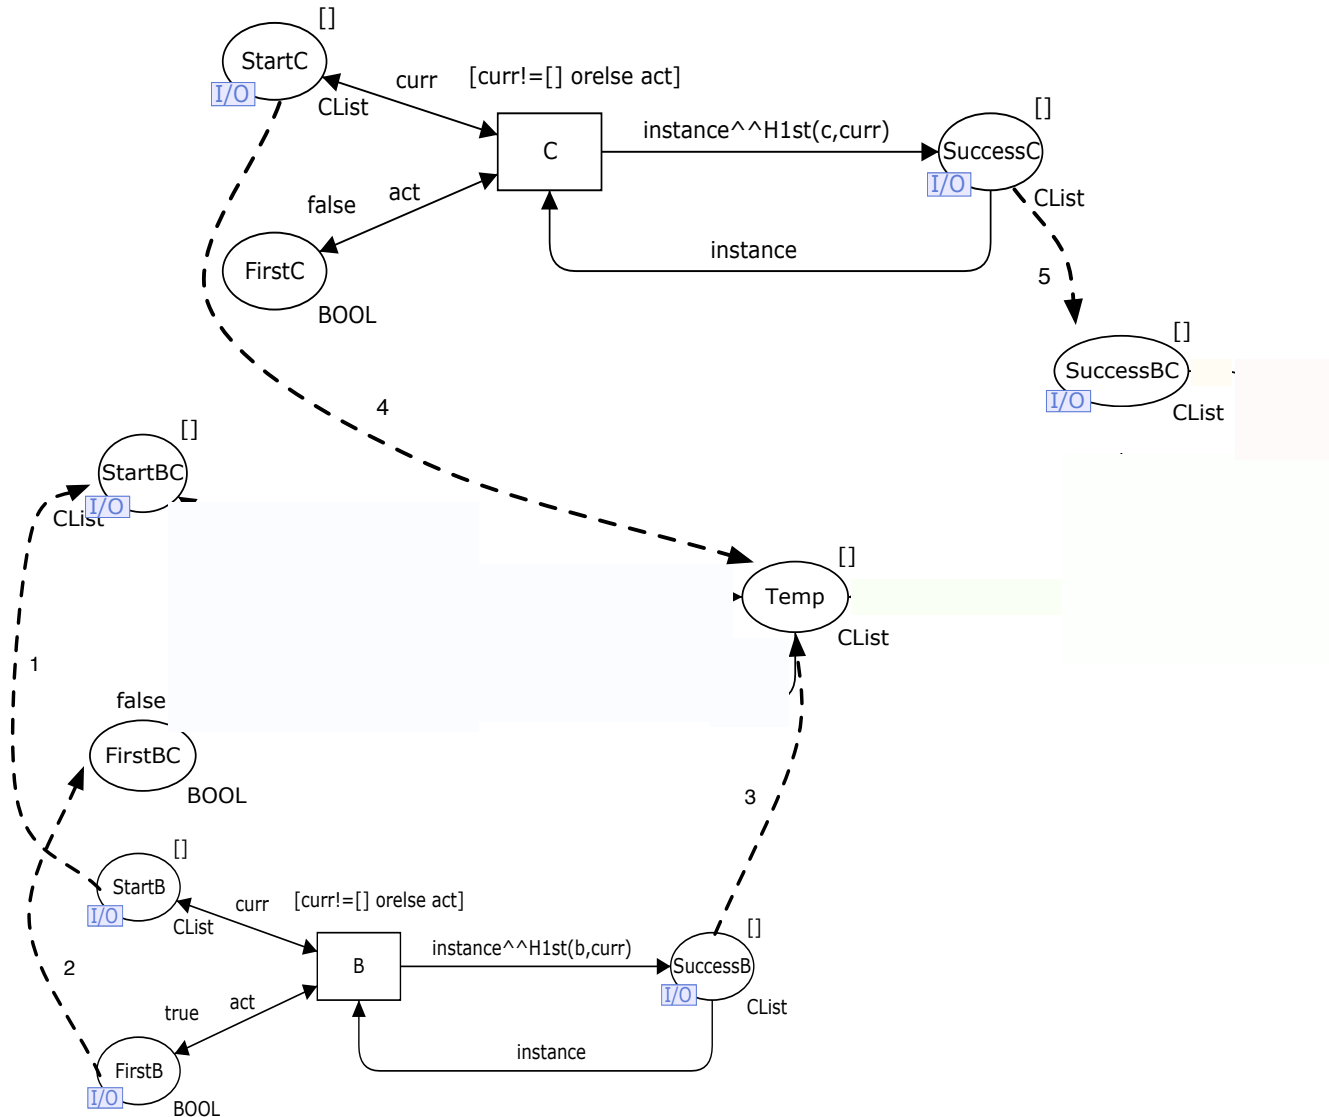 []
StartC
I/O
CList
curr
[curr!=[] orelse act]
C
instance^^H1st(c,curr)
[]
SuccessC
I/O
CList
false
act
FirstC
BOOL
instance
5
[]
SuccessBC
I/O
CList
4
[]
StartBC
I/O
CList
[]
Temp
CList
1
false
FirstBC
BOOL
3
[]
StartB
I/O
CList
curr
[curr!=[] orelse act]
B
instance^^H1st(b,curr)
[]
SuccessB
I/O
CList
2
true
act
FirstB
I/O
BOOL
instance